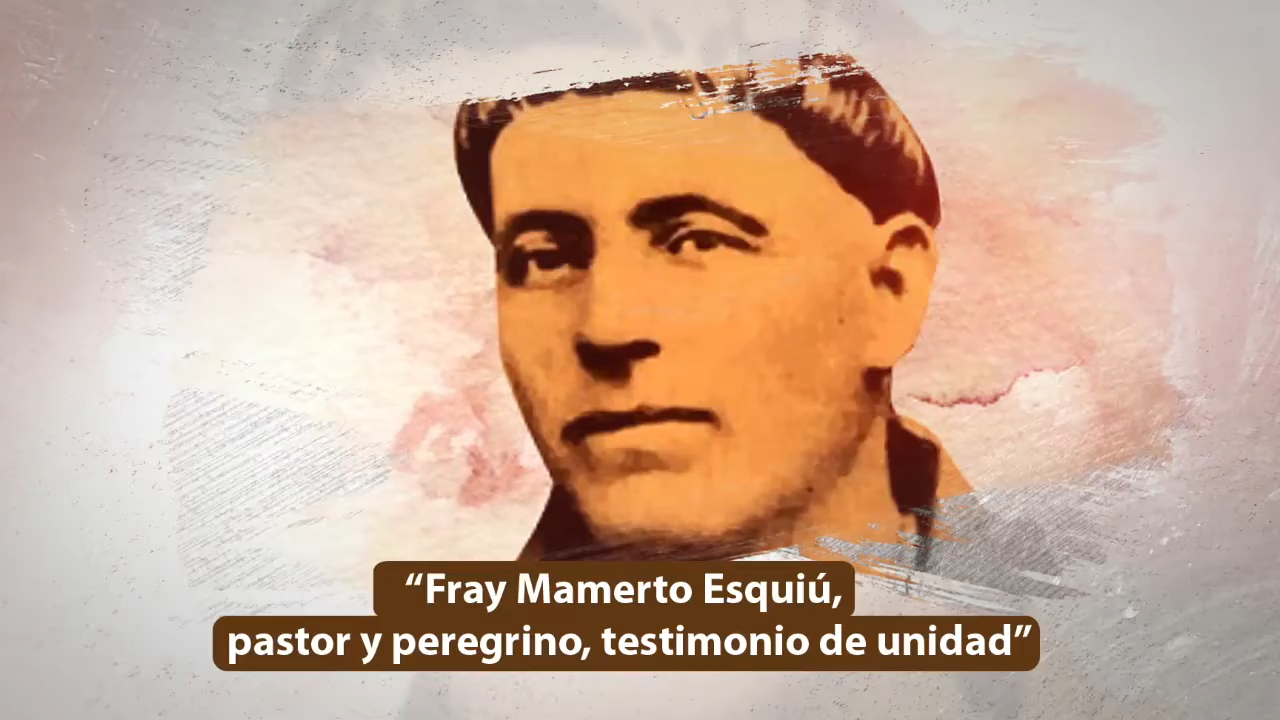 “Fray Mamerto Esquiú,
pastor y peregrino, testimonio de unidad”